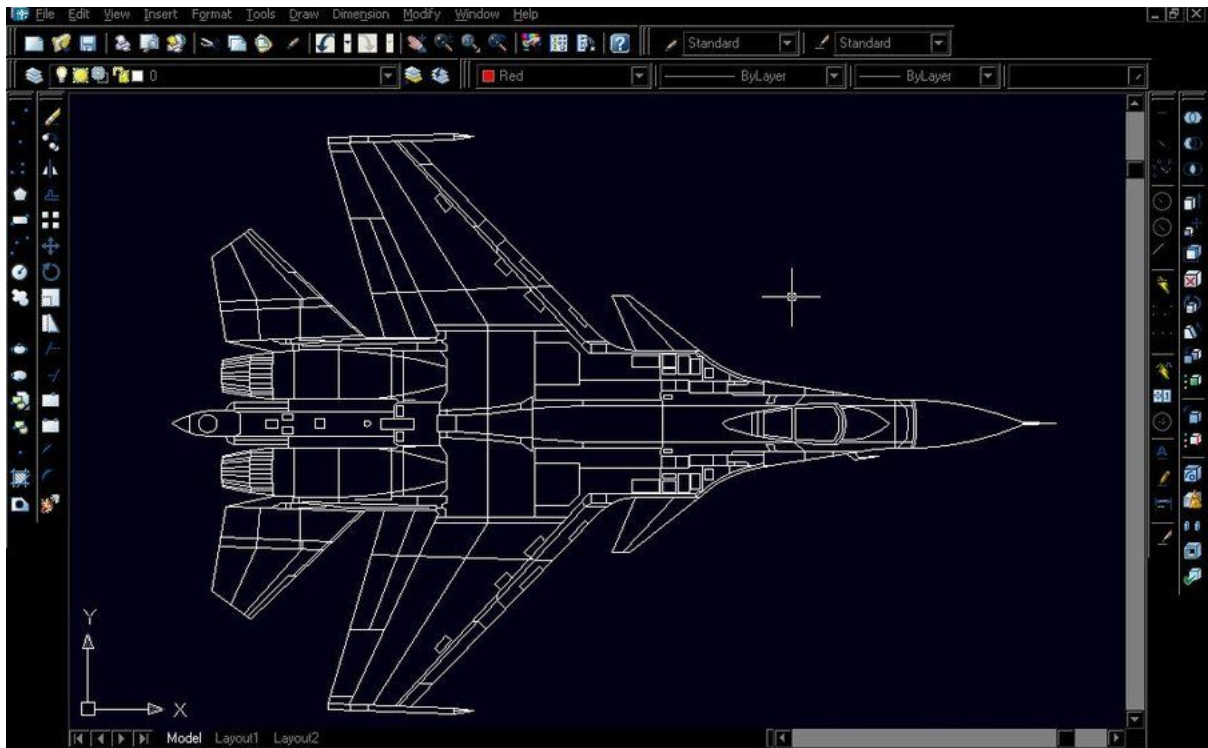 File Edit View Insert Format Tools Draw Dimension Modify Window Help
Standard Standard
0 Red ByLayer ByLayer
Y
X
Model Layout1 Layout2